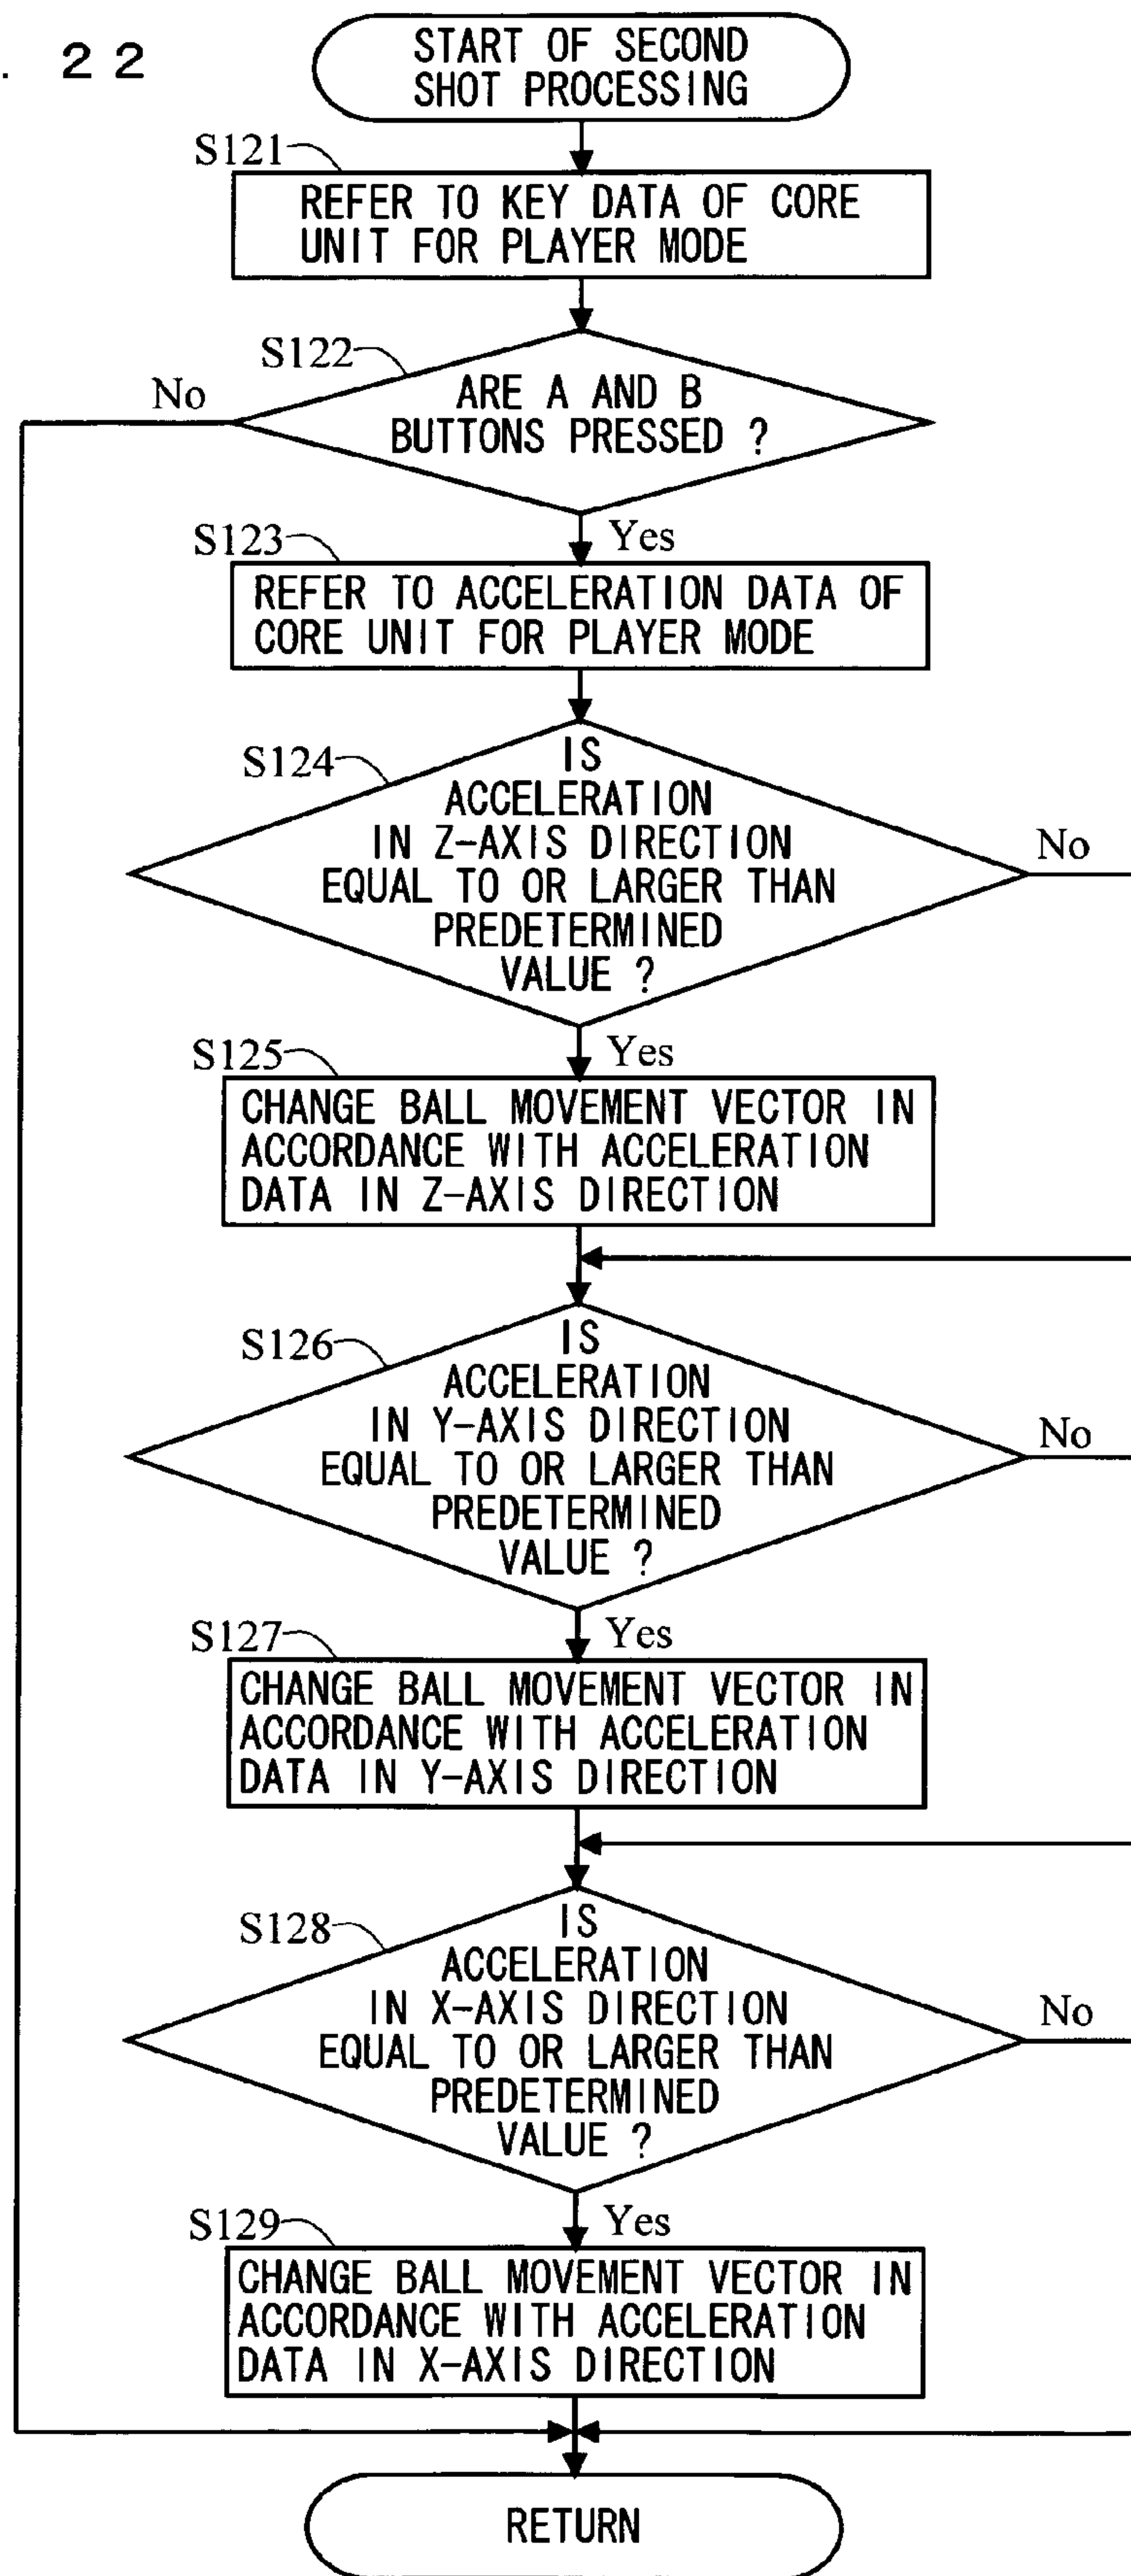 . 22
START OF SECOND
SHOT PROCESSING
S121
REFER TO KEY DATA OF CORE
UNIT FOR PLAYER MODE
S122
No
ARE A AND B
BUTTONS PRESSED ?
Yes
S123
REFER TO ACCELERATION DATA OF
CORE UNIT FOR PLAYER MODE
S124
IS
ACCELERATION
IN Z-AXIS DIRECTION
EQUAL TO OR LARGER THAN
PREDETERMINED
VALUE ?
No
Yes
S125
CHANGE BALL MOVEMENT VECTOR IN
ACCORDANCE WITH ACCELERATION
DATA IN Z-AXIS DIRECTION
S126
IS
ACCELERATION
IN Y-AXIS DIRECTION
EQUAL TO OR LARGER THAN
PREDETERMINED
VALUE ?
No
Yes
S127
CHANGE BALL MOVEMENT VECTOR IN
ACCORDANCE WITH ACCELERATION
DATA IN Y-AXIS DIRECTION
S128
IS
ACCELERATION
IN X-AXIS DIRECTION
EQUAL TO OR LARGER THAN
PREDETERMINED
VALUE ?
No
Yes
S129
CHANGE BALL MOVEMENT VECTOR IN
ACCORDANCE WITH ACCELERATION
DATA IN X-AXIS DIRECTION
RETURN